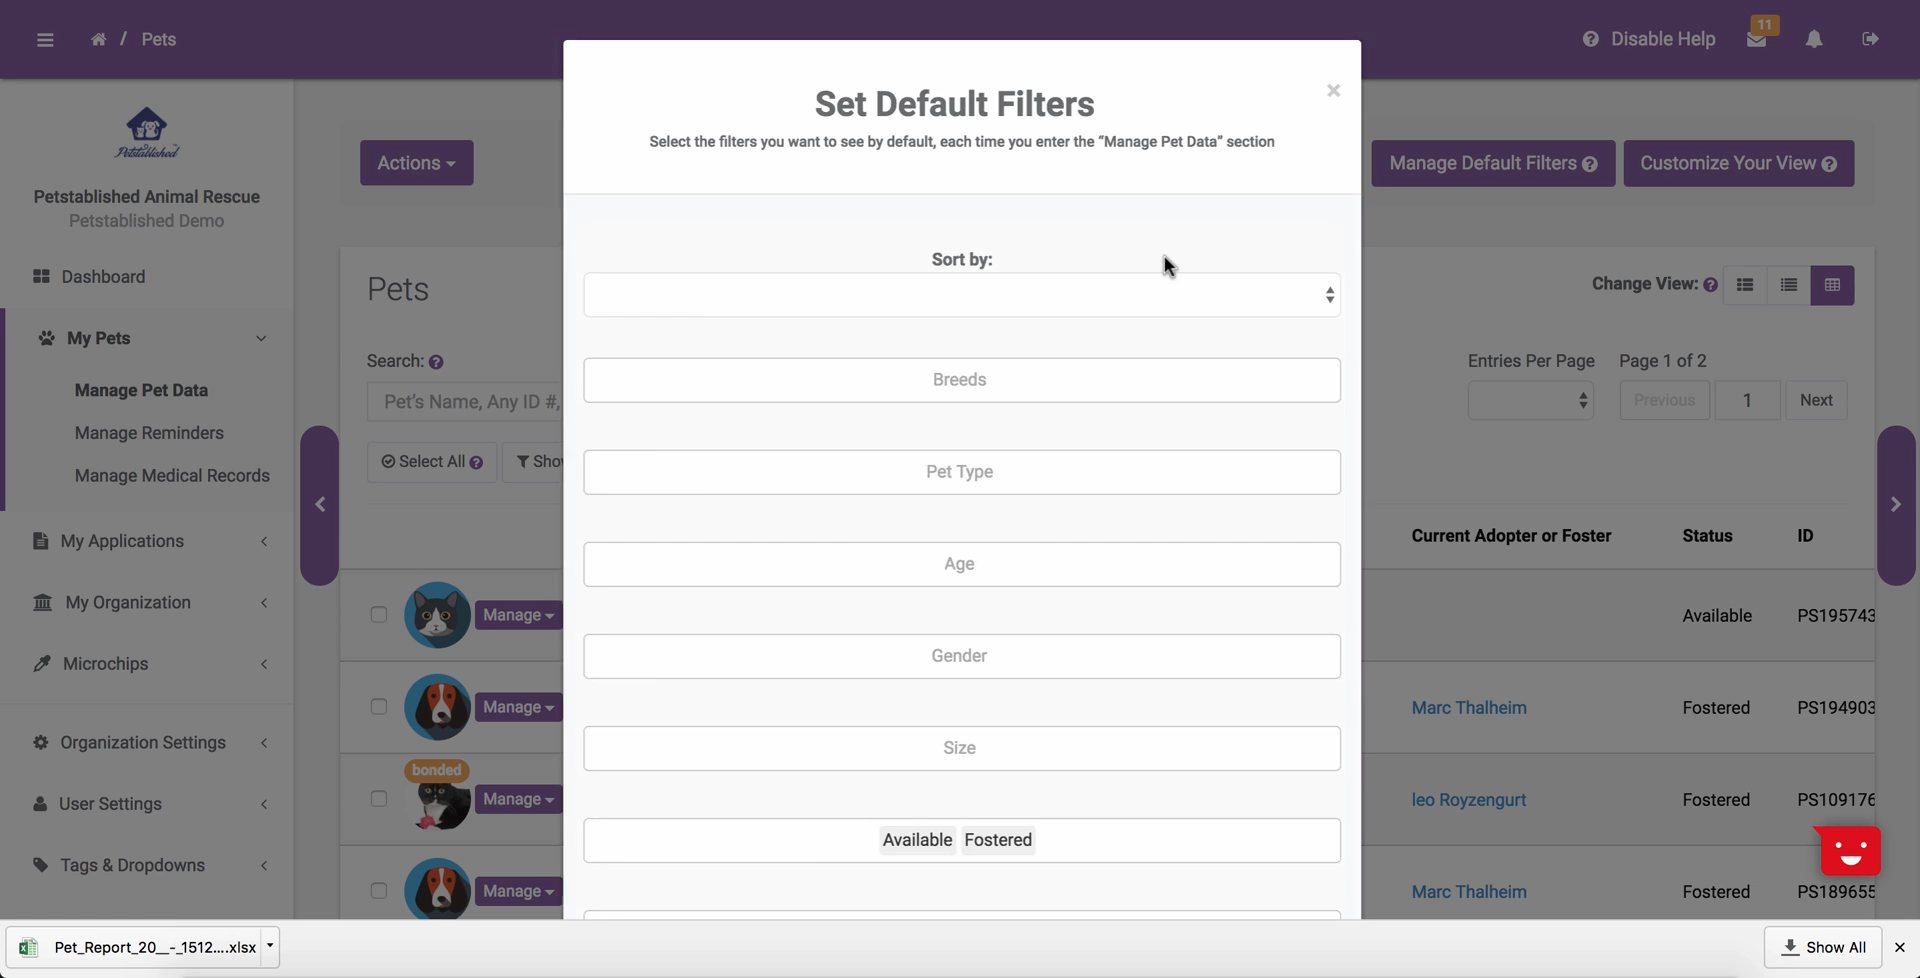 / Pets
Disable Help
11
Petstablished
Petstablished Animal Rescue
Petstablished Demo
Dashboard
My Pets
Manage Pet Data
Manage Reminders
Manage Medical Records
My Applications
My Organization
Microchips
Organization Settings
User Settings
Tags & Dropdowns
Actions
Manage Default Filters ?
Customize Your View ?
Pets
Change View: ?
Search: ?
Pet's Name, Any ID #,
Entries Per Page
Page 1 of 2
Previous
1
Next
Select All ?
Current Adopter or Foster
Status
ID
Manage
Available
PS195743
Manage
Marc Thalheim
Fostered
PS194903
bonded
Manage
leo Royzengurt
Fostered
PS109176
Manage
Marc Thalheim
Fostered
PS189655
Set Default Filters
×
Select the filters you want to see by default, each time you enter the “Manage Pet Data” section
Sort by:
Breeds
Pet Type
Age
Gender
Size
Available Fostered
Pet_Report_20__-_1512....xlsx
Show All
×